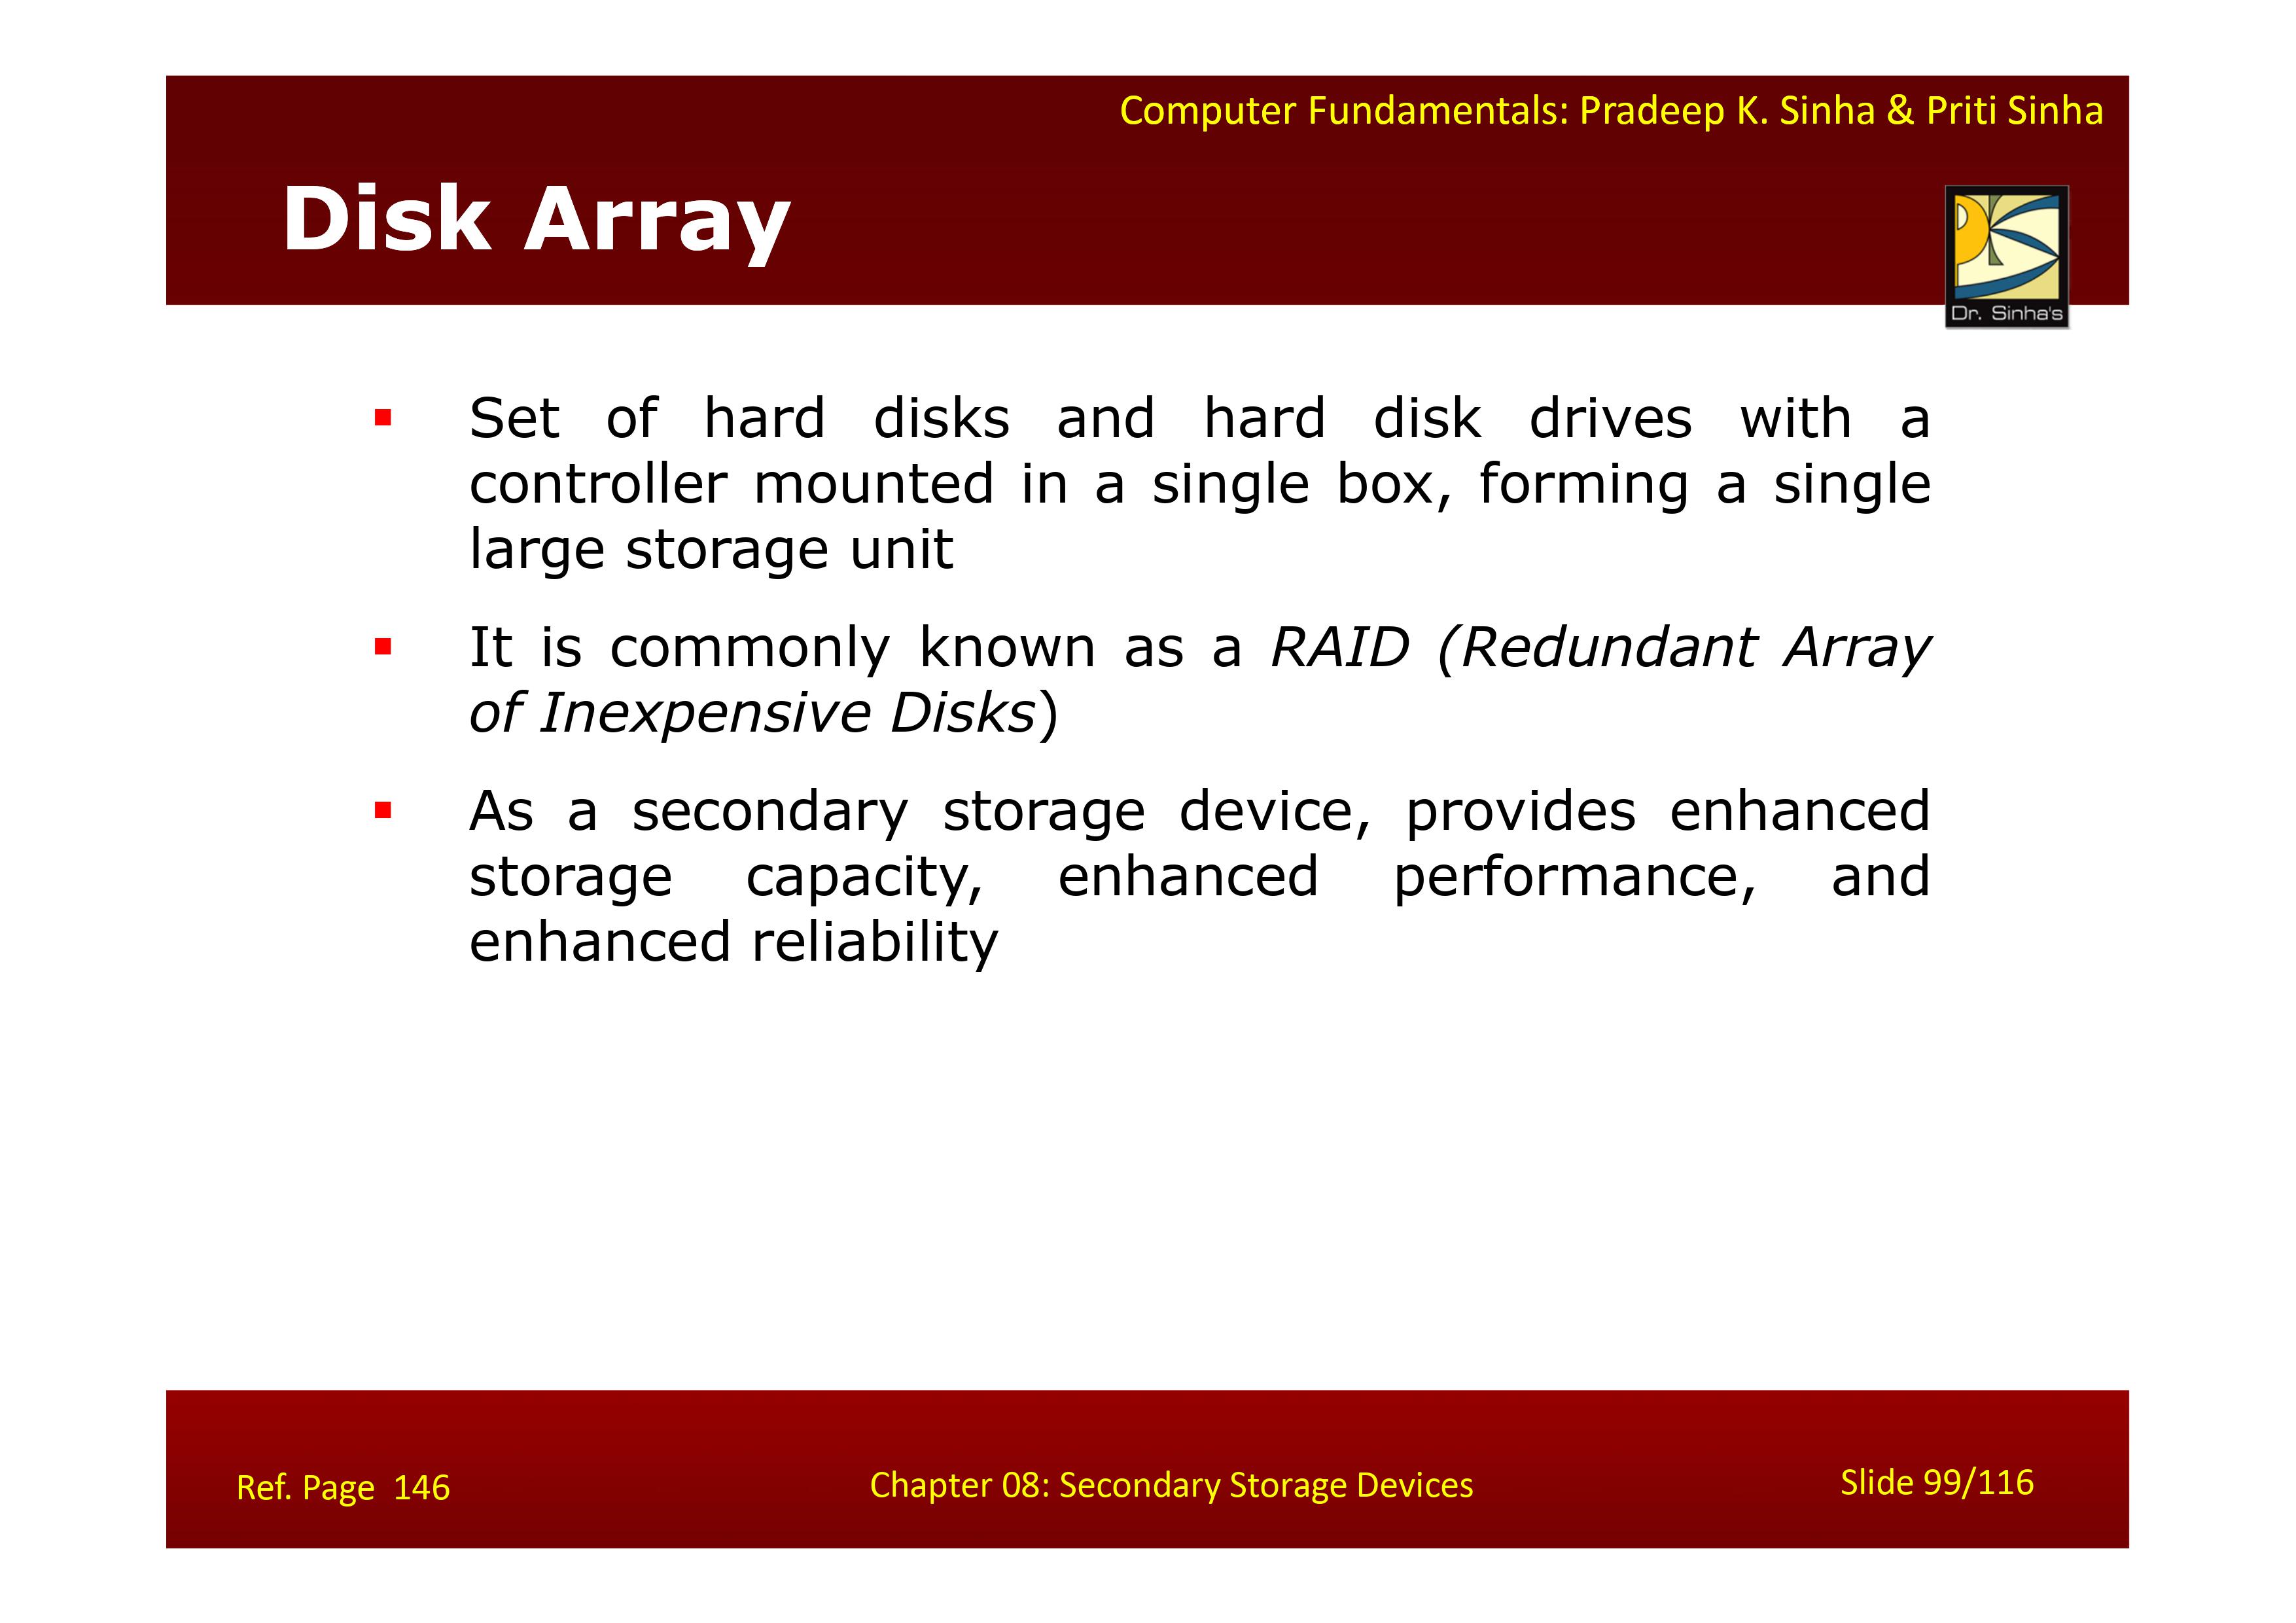 Computer Fundamentals: Pradeep K. Sinha & Priti Sinha
Disk Array
Dr. Sinha's
▪ Set of hard disks and hard disk drives with a
controller mounted in a single box, forming a single
large storage unit
▪ It is commonly known as a RAID (Redundant Array
of Inexpensive Disks)
▪ As a secondary storage device, provides enhanced
storage capacity, enhanced performance, and
enhanced reliability
Ref. Page 146
Chapter 08: Secondary Storage Devices
Slide 99/116